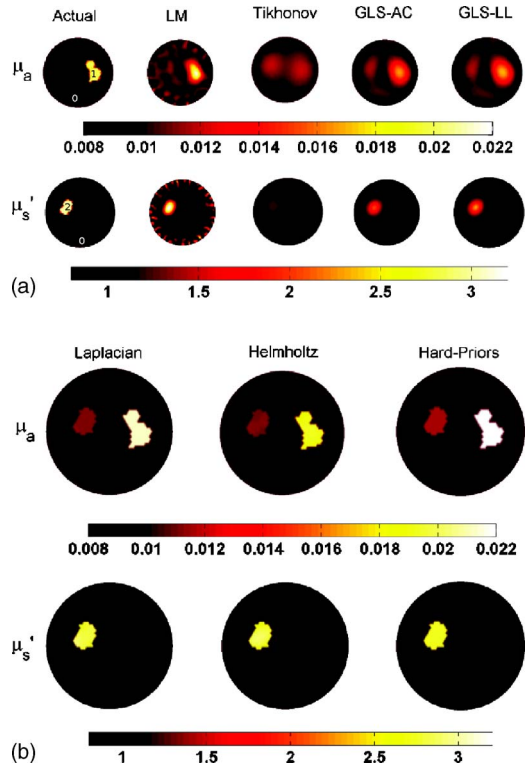 Actual LM Tikhonov GLS-AC GLS-LL
μa
1
0
0.008 0.01 0.012 0.014 0.016 0.018 0.02 0.022
μs'
2
0
(a)
1 1.5 2 2.5 3
Laplacian Helmholtz Hard-Priors
μa
0.008 0.01 0.012 0.014 0.016 0.018 0.02 0.022
μs'
(b)
1 1.5 2 2.5 3